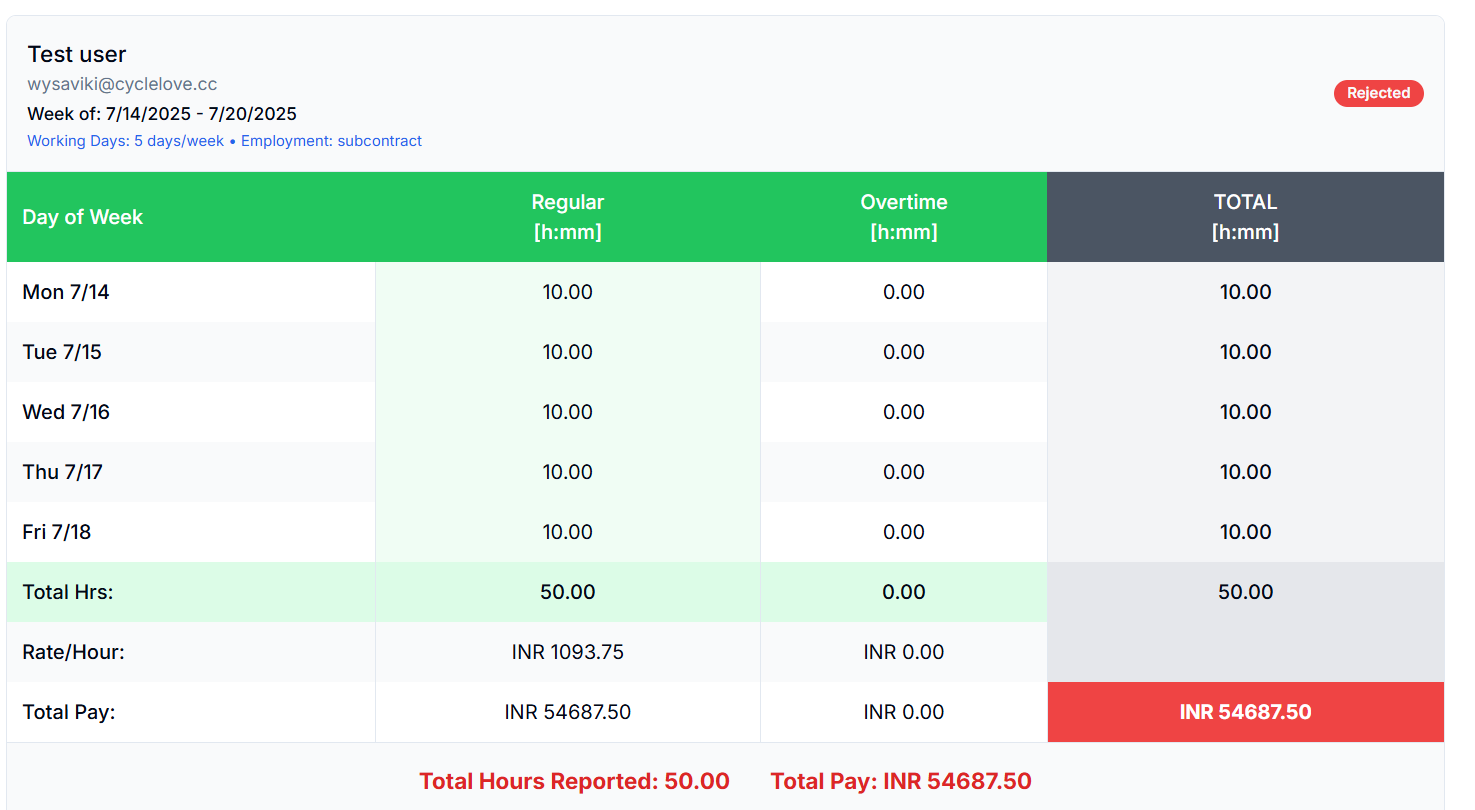 Test user
wysaviki@cyclelove.cc
Week of: 7/14/2025 - 7/20/2025
Working Days: 5 days/week • Employment: subcontract
Rejected
Day of Week Regular [h:mm] Overtime [h:mm] TOTAL [h:mm]
Mon 7/14 10.00 0.00 10.00
Tue 7/15 10.00 0.00 10.00
Wed 7/16 10.00 0.00 10.00
Thu 7/17 10.00 0.00 10.00
Fri 7/18 10.00 0.00 10.00
Total Hrs: 50.00 0.00 50.00
Rate/Hour: INR 1093.75 INR 0.00
Total Pay: INR 54687.50 INR 0.00 INR 54687.50
Total Hours Reported: 50.00 Total Pay: INR 54687.50